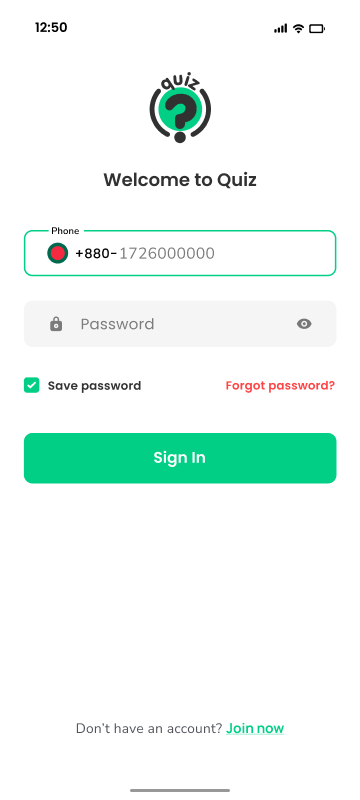 12:50
quiz
Welcome to Quiz
Phone
+880-1726000000
Password
Save password
Forgot password?
Sign In
Don't have an account? Join now